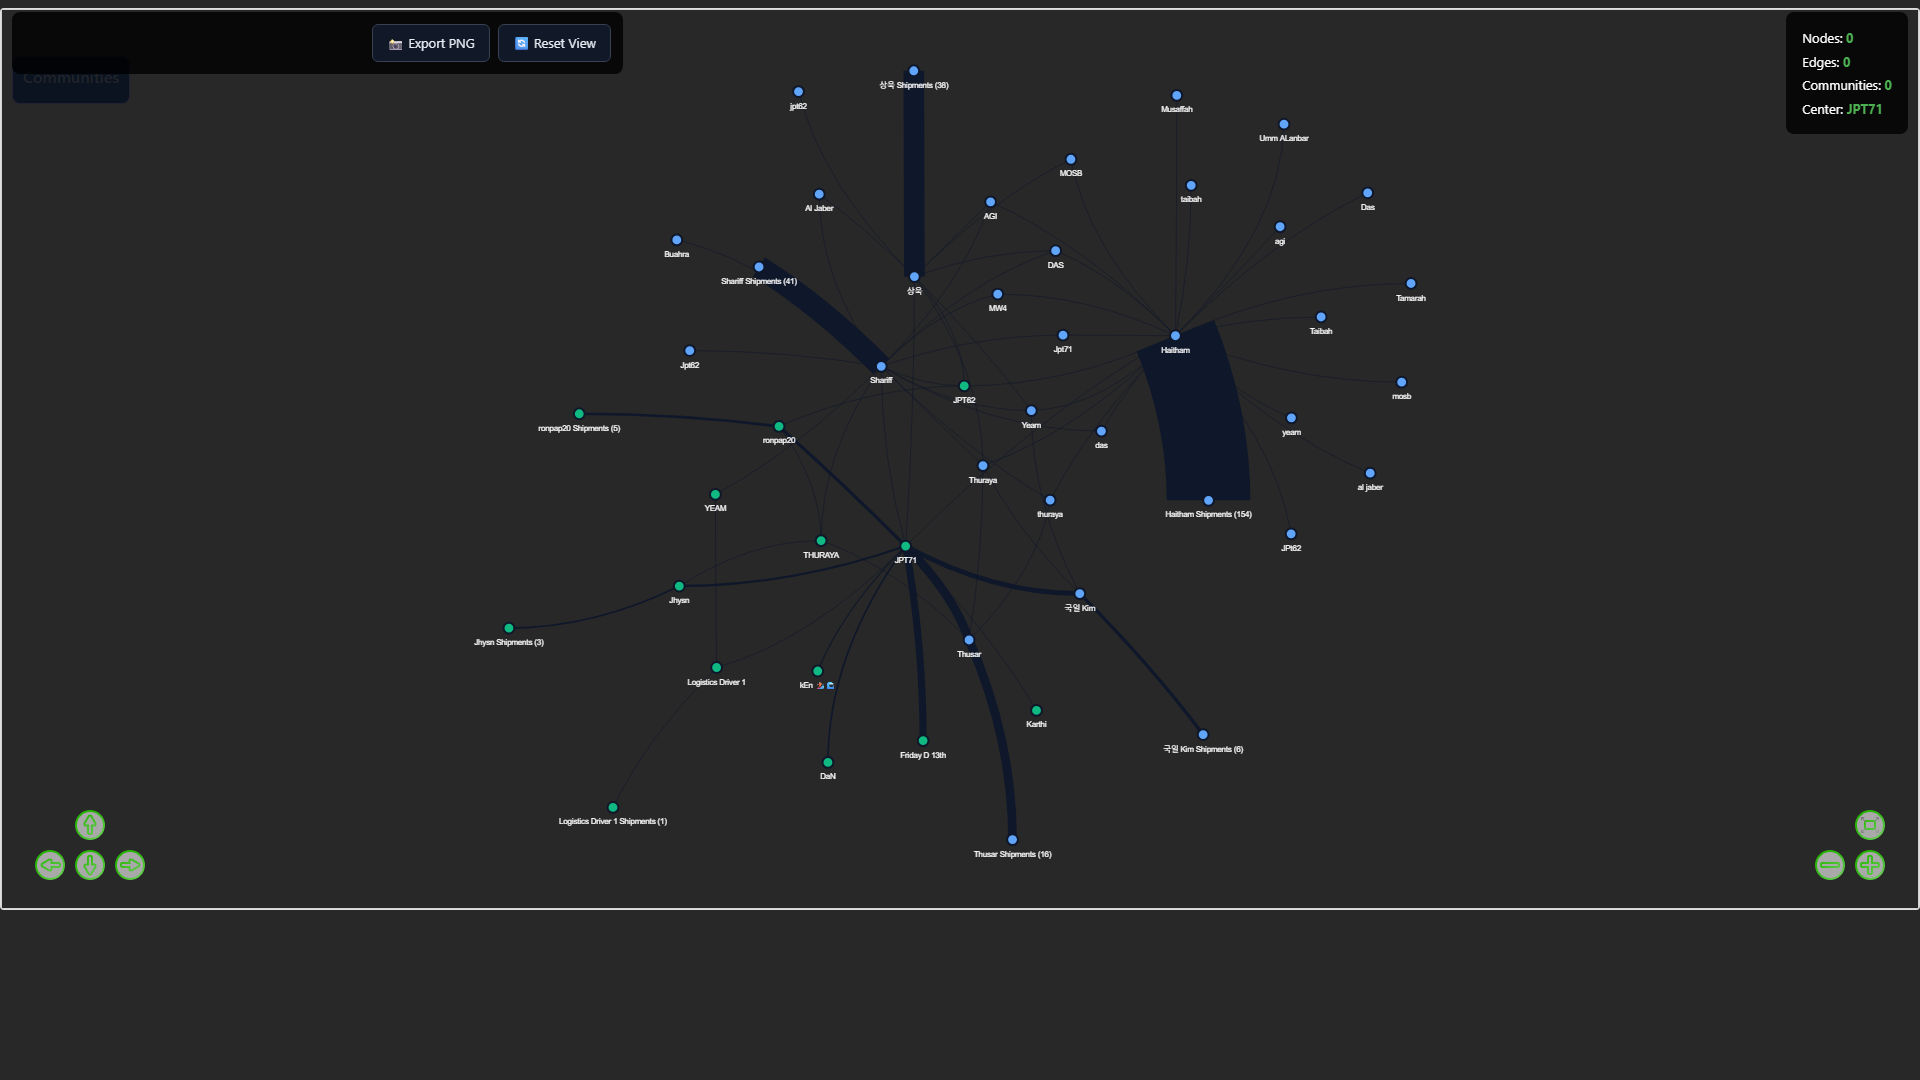 Export PNG
Reset View
Communities
Nodes: 0
Edges: 0
Communities: 0
Center: JPT71
상욱 Shipments (38)
jpt62
Musaffah
Umm ALanbar
MOSB
taibah
Al Jaber
Das
AGI
agi
Buahra
DAS
Shariff Shipments (41)
상욱
Tamarah
MW4
Taibah
Jpt71
Haitham
Jpt62
Shariff
JPT62
mosb
Yeam
ronpap20 Shipments (5)
yeam
ronpap20
das
Thuraya
al jaber
YEAM
thuraya
Haitham Shipments (154)
JPt62
THURAYA
JPT71
Jhysn
국일 Kim
Jhysn Shipments (3)
Thusar
Logistics Driver 1
kEn
Karthi
국일 Kim Shipments (6)
Friday D 13th
DaN
Logistics Driver 1 Shipments (1)
Thusar Shipments (16)